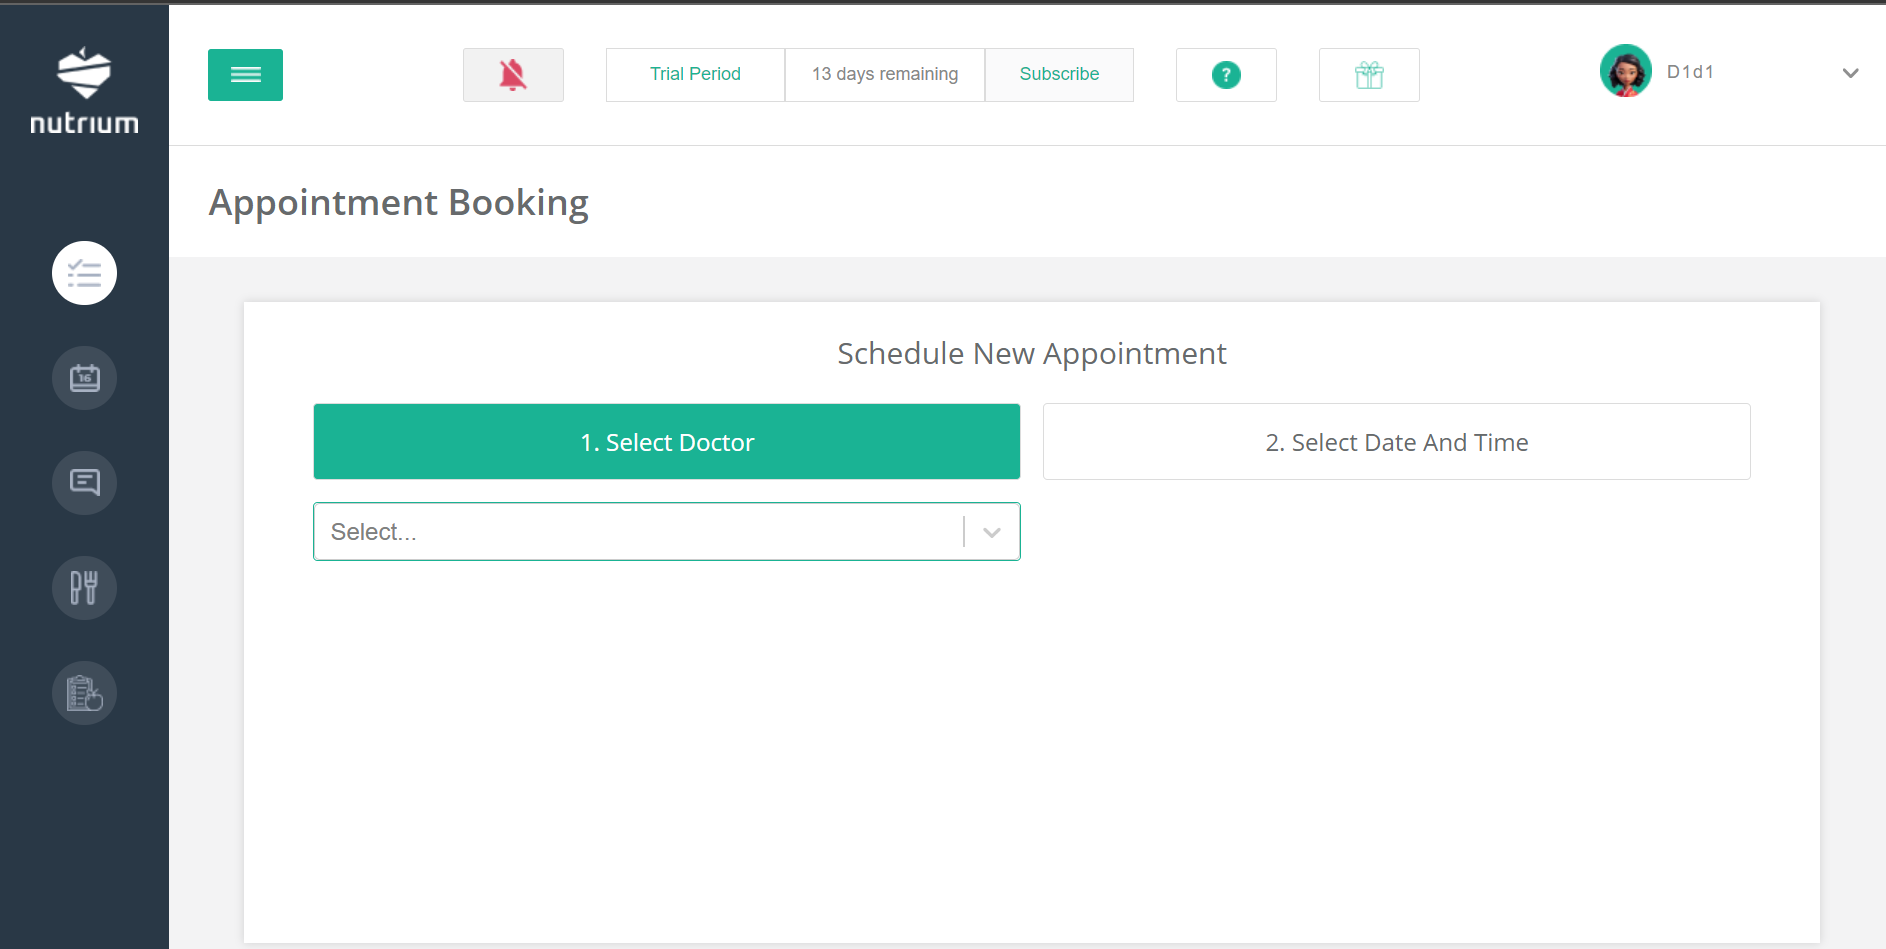 nutrium
Trial Period
13 days remaining
Subscribe
?
D1d1
Appointment Booking
16
Schedule New Appointment
1. Select Doctor
2. Select Date And Time
Select...